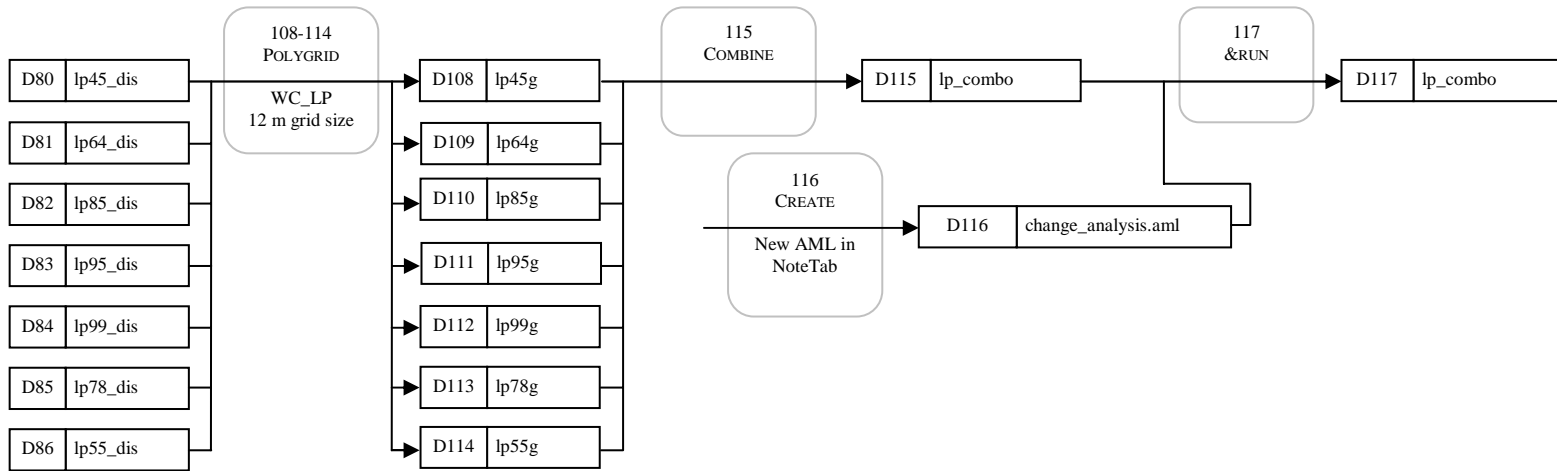 108-114
POLYGRID
WC_LP
12 m grid size
115
COMBINE
117
&RUN
D80 lp45_dis
D108 lp45g
D115 lp_combo
D117 lp_combo
D81 lp64_dis
D109 lp64g
D82 lp85_dis
D110 lp85g
116
CREATE
New AML in
NoteTab
D116 change_analysis.aml
D83 lp95_dis
D111 lp95g
D84 lp99_dis
D112 lp99g
D85 lp78_dis
D113 lp78g
D86 lp55_dis
D114 lp55g